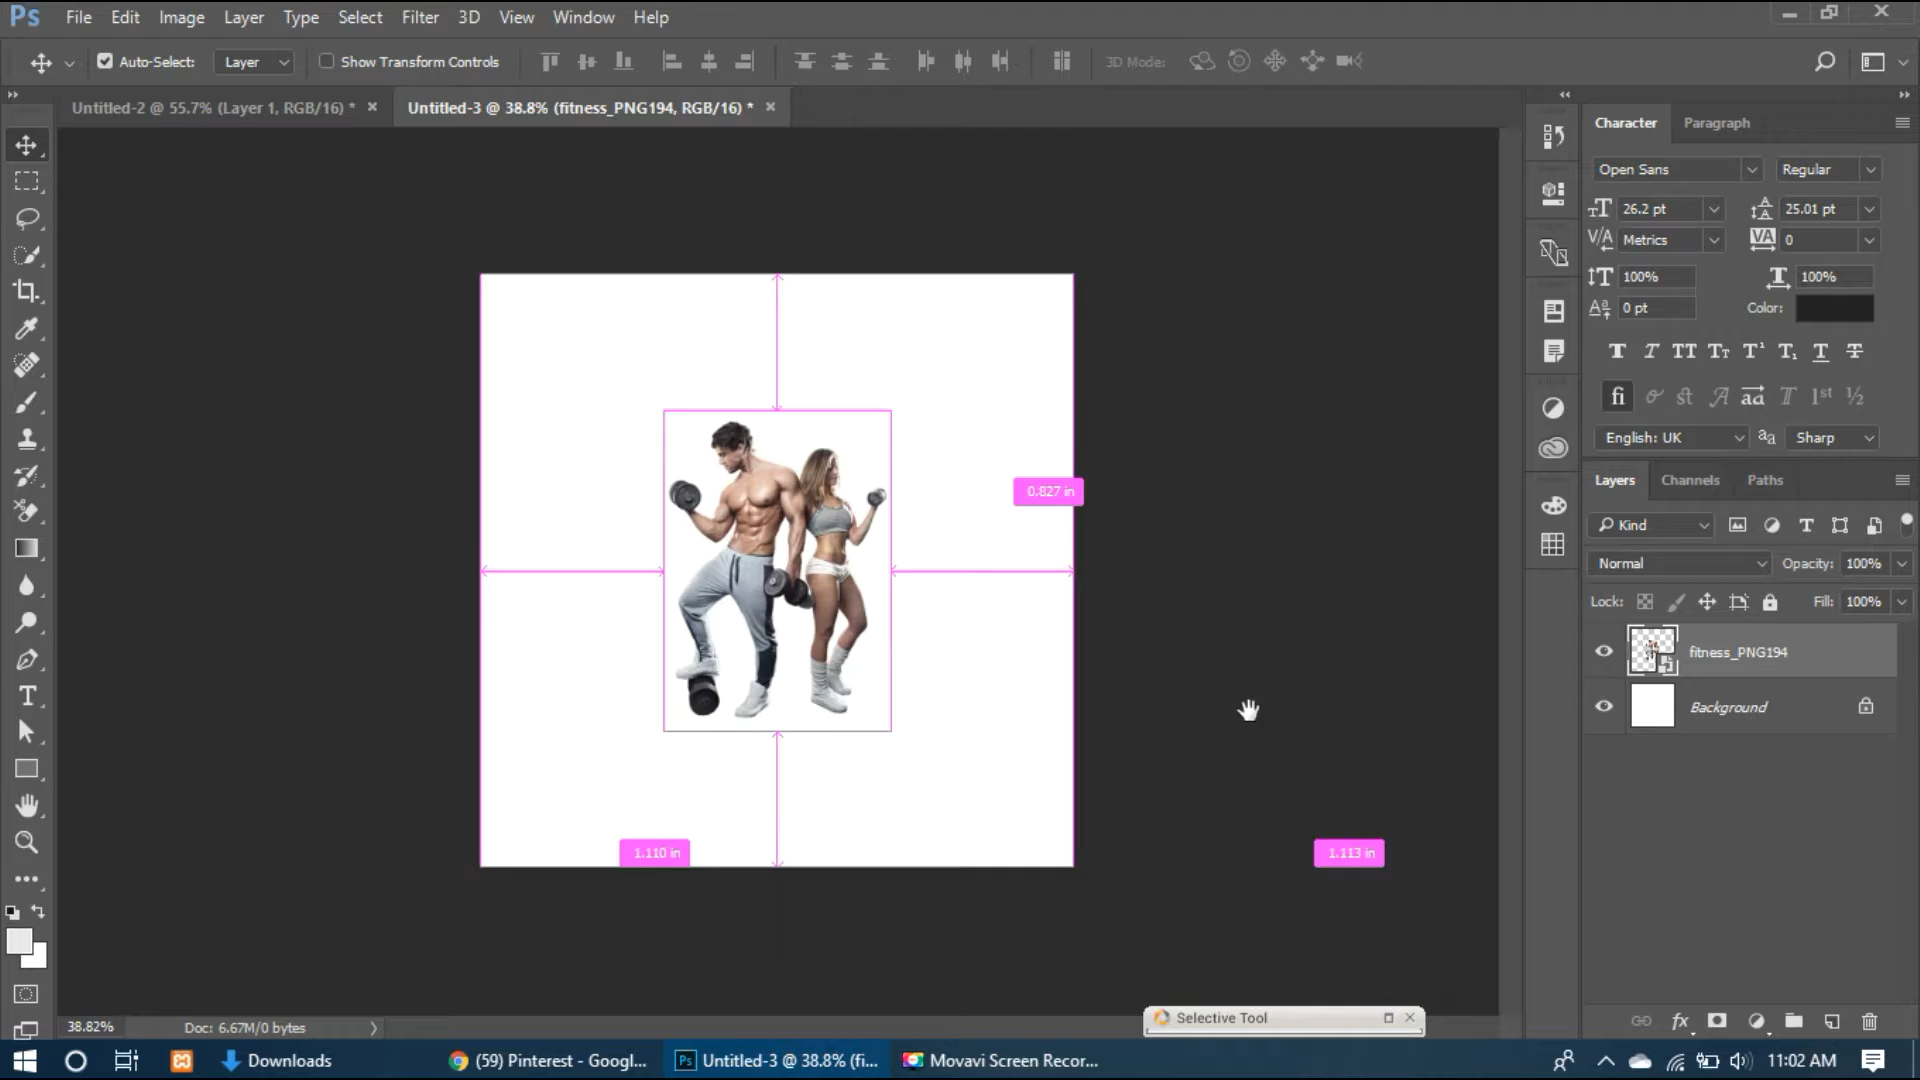 Ps File Edit Image Layer Type Select Filter 3D View Window Help
Auto-Select: Layer Show Transform Controls 3D Mode:
Untitled-2 @ 55.7% (Layer 1, RGB/16) * Untitled-3 @ 38.8% (fitness_PNG194, RGB/16) *
Character Paragraph
Open Sans Regular
26.2 pt 25.01 pt
Metrics 0
100% 100%
0 pt Color:
English: UK Sharp
Layers Channels Paths
Kind
Normal Opacity: 100%
Lock: Fill: 100%
fitness_PNG194
Background
0.827 in
1.110 in 1.113 in
38.82% Doc: 6.67M/0 bytes
Selective Tool
Downloads (59) Pinterest - Googl... Ps Untitled-3 @ 38.8% (fi... Movavi Screen Recor... 11:02 AM